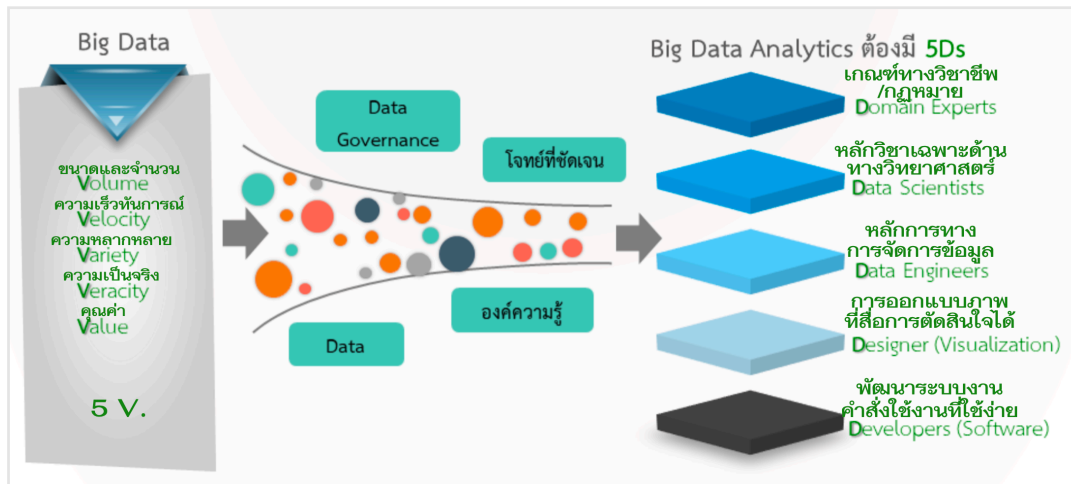 Big Data
ขนาดและจำนวน
Volume
ความเร็วทันการณ์
Velocity
ความหลากหลาย
Variety
ความเป็นจริง
Veracity
คุณค่า
Value
5 V.
Data
Governance
โจทย์ที่ชัดเจน
องค์ความรู้
Data
Big Data Analytics ต้องมี 5Ds
เกณฑ์ทางวิชาชีพ
/กฎหมาย
Domain Experts
หลักวิชาเฉพาะด้าน
ทางวิทยาศาสตร์
Data Scientists
หลักการทาง
การจัดการข้อมูล
Data Engineers
การออกแบบภาพ
ที่สื่อการตัดสินใจได้
Designer (Visualization)
พัฒนาระบบงาน
คำสั่งใช้งานที่ใช้ง่าย
Developers (Software)